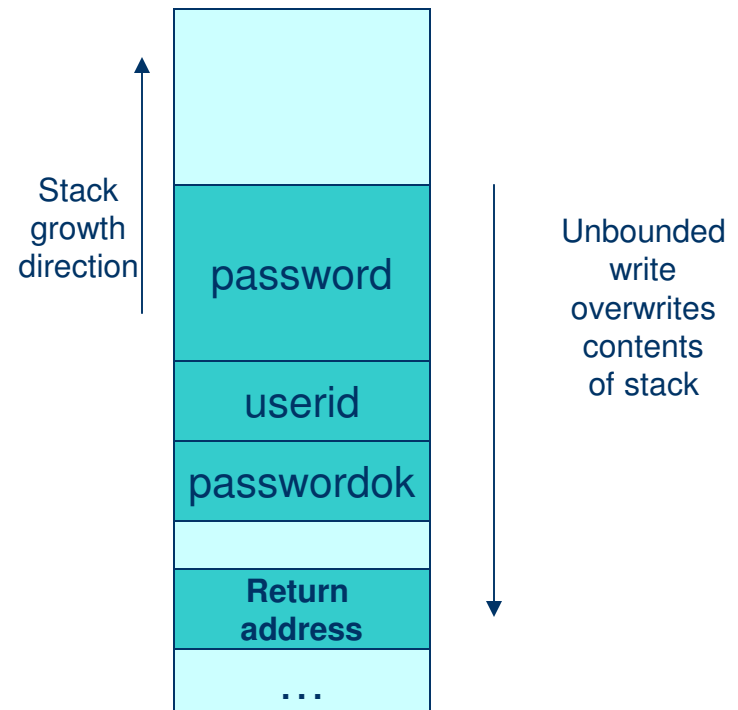 Stack
growth
direction
password
userid
passwordok
Return
address
...
Unbounded
write
overwrites
contents
of stack